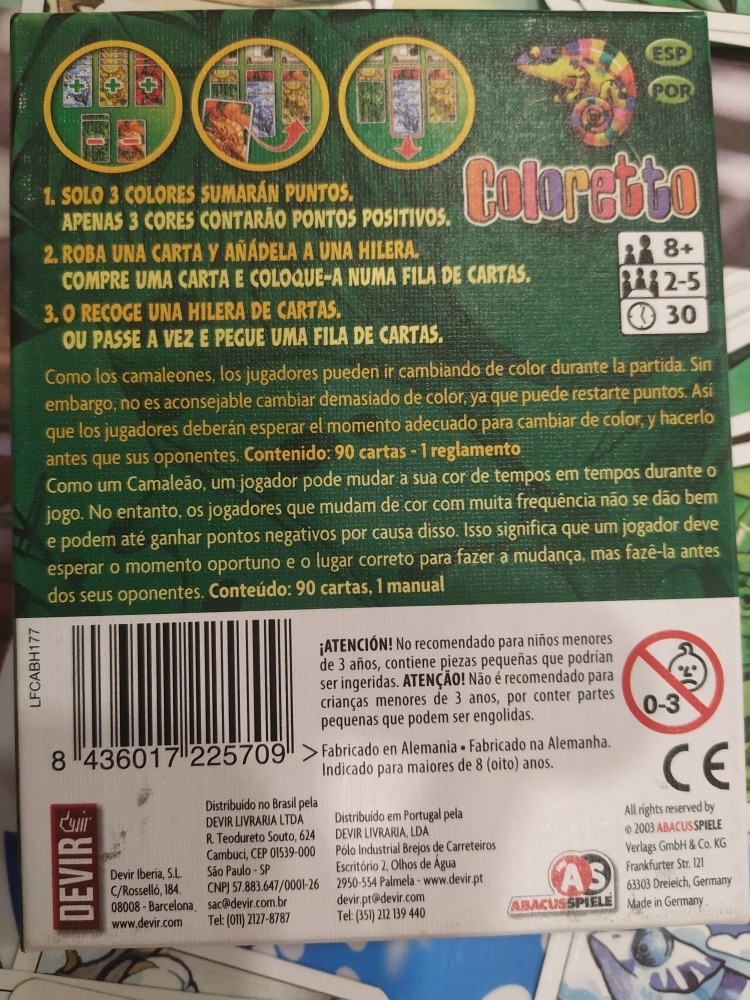 ESP
POR
Coloretto
1. SOLO 3 COLORES SUMARÁN PUNTOS.
APENAS 3 CORES CONTARÃO PONTOS POSITIVOS.
2. ROBA UNA CARTA Y AÑÁDELA A UNA HILERA.
COMPRE UMA CARTA E COLOQUE-A NUMA FILA DE CARTAS.
3. O RECOGE UNA HILERA DE CARTAS.
OU PASSE A VEZ E PEGUE UMA FILA DE CARTAS.
8+
2-5
30
Como los camaleones, los jugadores pueden ir cambiando de color durante la partida. Sin
embargo, no es aconsejable cambiar demasiado de color, ya que puede restarte puntos. Así
que los jugadores deberán esperar el momento adecuado para cambiar de color, y hacerlo
antes que sus oponentes. Contenido: 90 cartas - 1 reglamento
Como um Camaleão, um jogador pode mudar a sua cor de tempos em tempos durante o
jogo. No entanto, os jogadores que mudam de cor com muita frequência não se dão bem
e podem até ganhar pontos negativos por causa disso. Isso significa que um jogador deve
esperar o momento oportuno e o lugar correto para fazer a mudança, mas fazê-la antes
dos seus oponentes. Conteúdo: 90 cartas, 1 manual
LFCABH177
8 436017 225709 >
¡ATENCIÓN! No recomendado para niños menores
de 3 años, contiene piezas pequeñas que podrían
ser ingeridas. ATENÇÃO! Não é recomendado para
crianças menores de 3 anos, por conter partes
pequenas que podem ser engolidas.
Fabricado en Alemania • Fabricado na Alemanha.
Indicado para maiores de 8 (oito) anos.
0-3
CE
DEVIR
devir
Devir Iberia, S.L.
C/Rosselló, 184.
08008 - Barcelona
www.devir.com
Distribuído no Brasil pela
DEVIR LIVRARIA LTDA
R. Teodureto Souto, 624
Cambuci, CEP 01539-000
São Paulo - SP
CNPJ 57.883.647/0001-26
sac@devir.com.br
Tel: (011) 2127-8787
Distribuído em Portugal pela
DEVIR LIVRARIA, LDA
Pólo Industrial Brejos de Carreteiros
Escritório 2, Olhos de Água
2950-554 Palmela - www.devir.pt
devir.pt@devir.com
Tel: (351) 212 139 440
AS
ABACUSSPIELE
All rights reserved by
© 2003 ABACUSSPIELE
Verlags GmbH & Co. KG
Frankfurter Str. 121
63303 Dreieich, Germany
Made in Germany